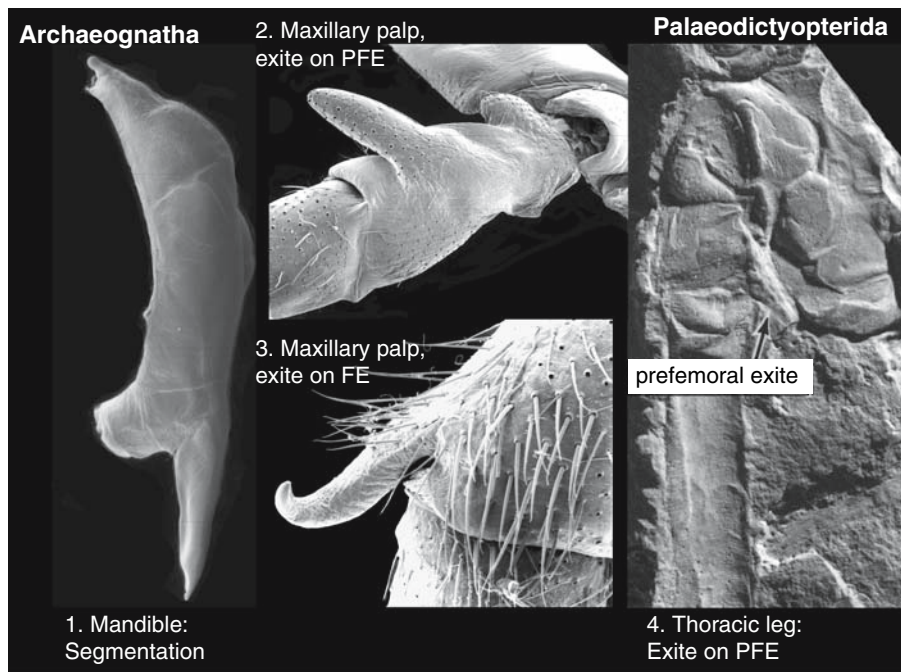 Archaeognatha
2. Maxillary palp,
exite on PFE
Palaeodictyopterida
3. Maxillary palp,
exite on FE
prefemoral exite
1. Mandible:
Segmentation
4. Thoracic leg:
Exite on PFE